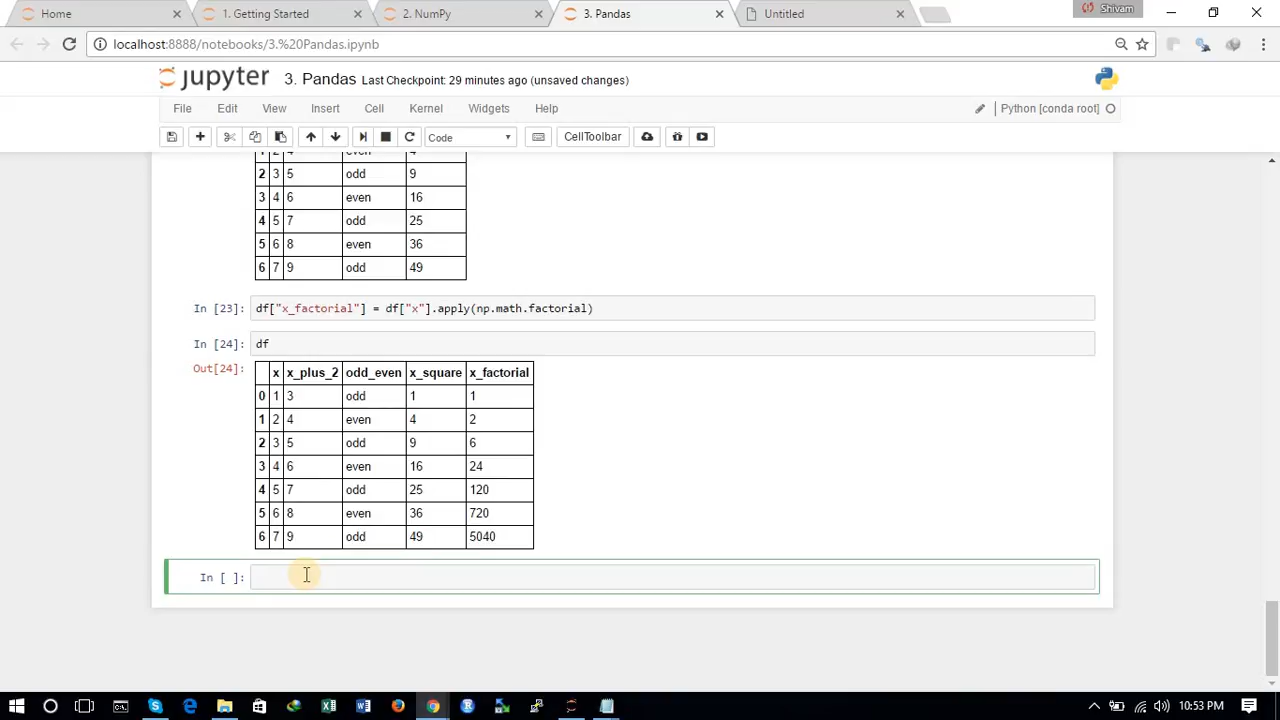 Home 1. Getting Started 2. NumPy 3. Pandas Untitled Shivam
localhost:8888/notebooks/3.%20Pandas.ipynb
jupyter 3. Pandas Last Checkpoint: 29 minutes ago (unsaved changes)
File Edit View Insert Cell Kernel Widgets Help Python [conda root]
Code CellToolbar
1 2 4 even 4
2 3 5 odd 9
3 4 6 even 16
4 5 7 odd 25
5 6 8 even 36
6 7 9 odd 49
In [23]: df["x_factorial"] = df["x"].apply(np.math.factorial)
In [24]: df
Out[24]: x x_plus_2 odd_even x_square x_factorial
0 1 3 odd 1 1
1 2 4 even 4 2
2 3 5 odd 9 6
3 4 6 even 16 24
4 5 7 odd 25 120
5 6 8 even 36 720
6 7 9 odd 49 5040
In [ ]:
10:53 PM